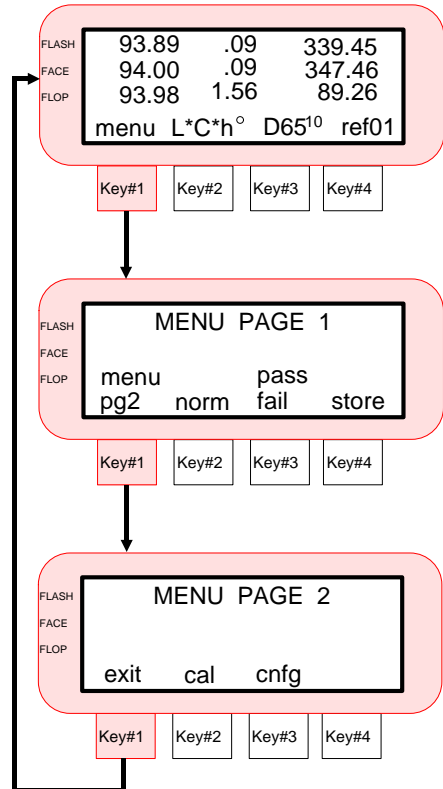 FLASH 93.89 .09 339.45
FACE 94.00 .09 347.46
FLOP 93.98 1.56 89.26
menu L*C*h° D65¹⁰ ref01
Key#1 Key#2 Key#3 Key#4
FLASH MENU PAGE 1
FACE
FLOP menu pass
pg2 norm fail store
Key#1 Key#2 Key#3 Key#4
FLASH MENU PAGE 2
FACE
FLOP
exit cal cnfg
Key#1 Key#2 Key#3 Key#4